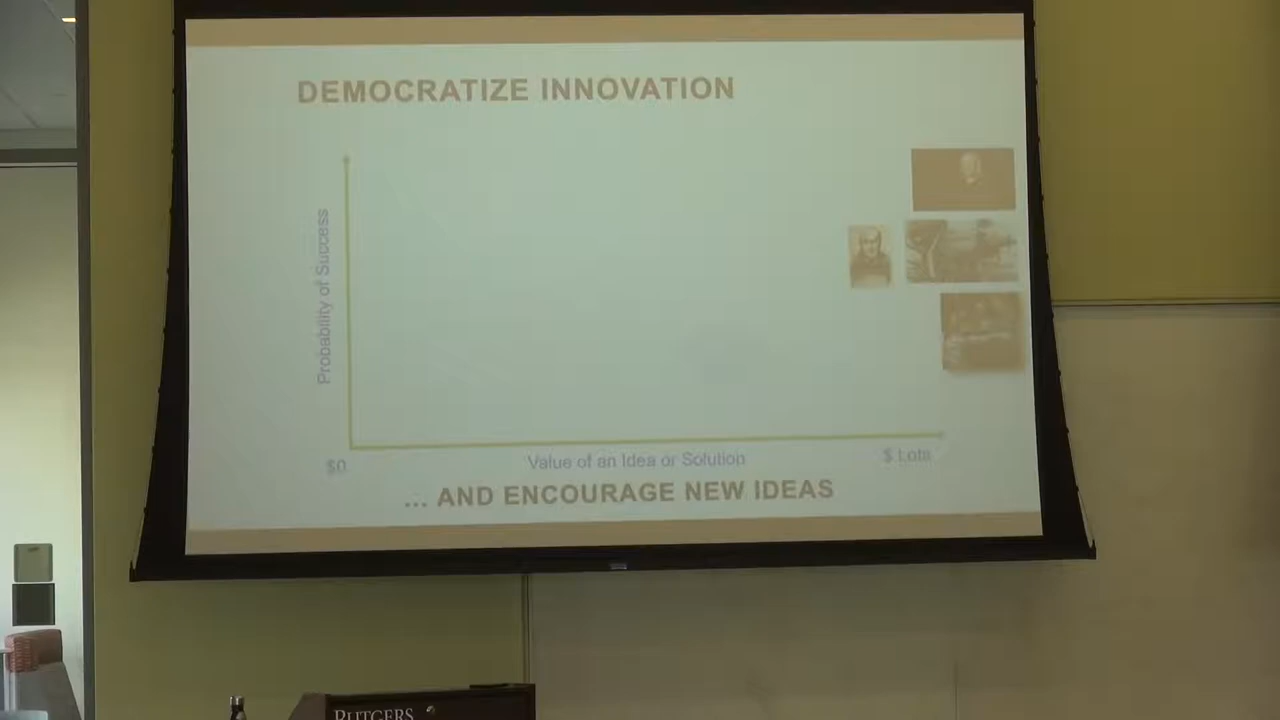 DEMOCRATIZE INNOVATION
Probability of Success
$0
Value of an Idea or Solution
$ Lots
... AND ENCOURAGE NEW IDEAS
RUTGERS